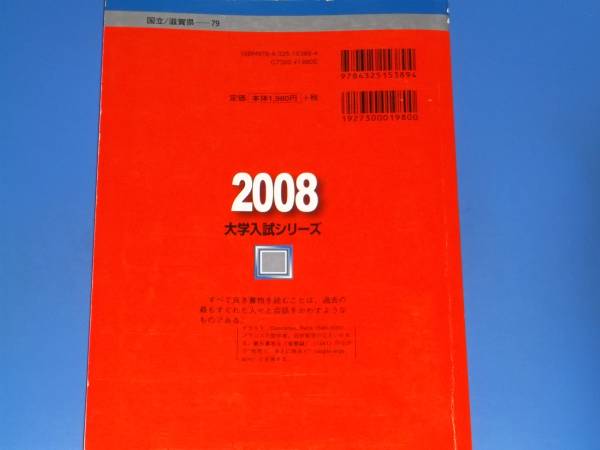 国立/滋賀県――79
ISBN978-4-325-15389-4
C7300 ¥1980E
9784325153894
定価 本体1,980円 +税
1927300019800
2008
大学入試シリーズ
すべて良き書物を読むことは、過去の
最もすぐれた人々と会話をかわすような
ものである。